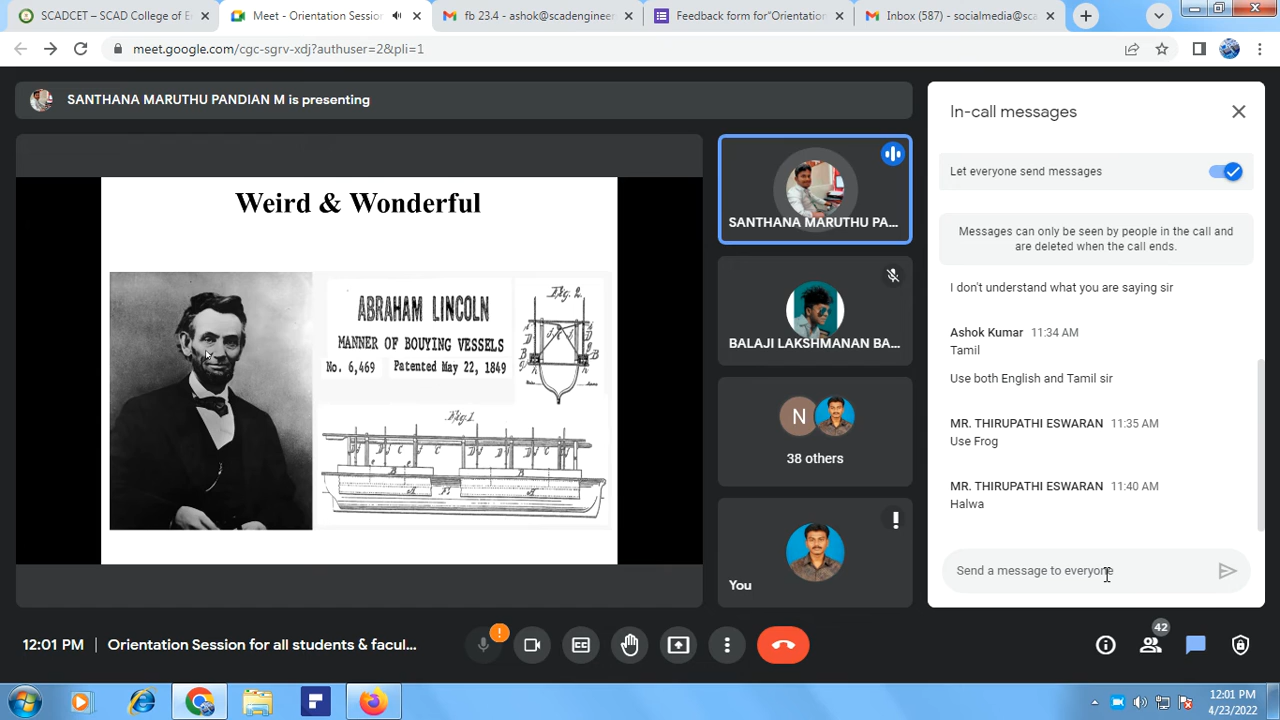 SCADCET – SCAD College of E
Meet - Orientation Sessio
fb 23.4 - ashok@engineer
Feedback form for"Orientatio
Inbox (517) - socialmedia@sca
meet.google.com/cgc-sgrv-xdj?authuser=2&pli=1
SANTHANA MARUTHU PANDIAN M is presenting
Weird & Wonderful
ABRAHAM LINCOLN
MANNER OF BOUYING VESSELS
No. 6,469 Patented May 22, 1849
Fig. 2.
Fig.1
SANTHANA MARUTHU PA...
BALAJI LAKSHMANAN BA...
N
38 others
You
In-call messages
Let everyone send messages
Messages can only be seen by people in the call and
are deleted when the call ends.
I don't understand what you are saying sir
Ashok Kumar 11:34 AM
Tamil
Use both English and Tamil sir
MR. THIRUPATHI ESWARAN 11:35 AM
Use Frog
MR. THIRUPATHI ESWARAN 11:40 AM
Halwa
Send a message to everyone
12:01 PM | Orientation Session for all students & facul...
42
12:01 PM
4/23/2022